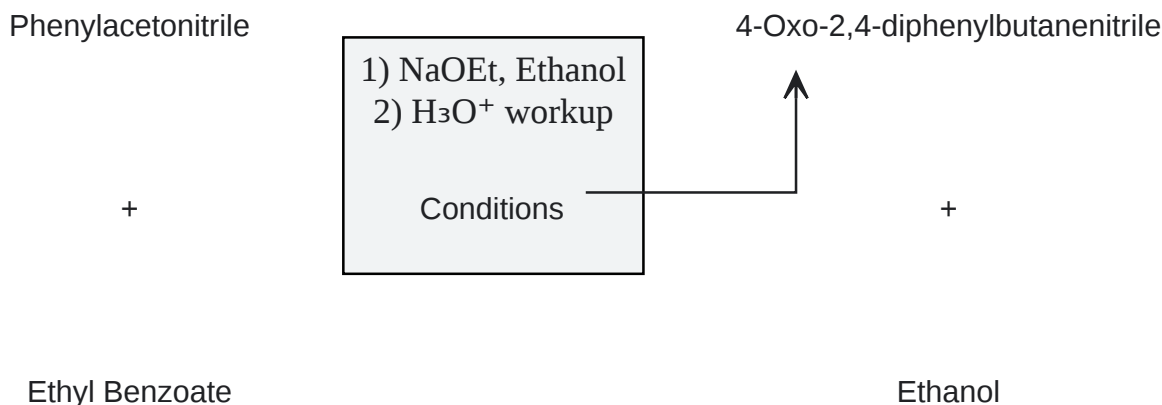 Phenylacetonitrile
4-Oxo-2,4-diphenylbutanenitrile
1) NaOEt, Ethanol
2) H₃O⁺ workup
+
Conditions
+
Ethyl Benzoate
Ethanol